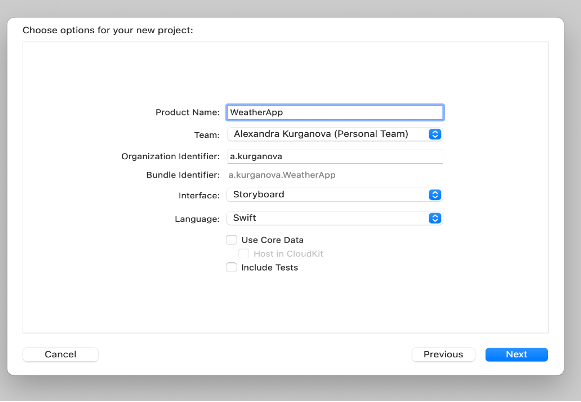 Choose options for your new project:
Product Name: WeatherApp
Team: Alexandra Kurganova (Personal Team)
Organization Identifier: a.kurganova
Bundle Identifier: a.kurganova.WeatherApp
Interface: Storyboard
Language: Swift
Use Core Data
Host in CloudKit
Include Tests
Cancel Previous Next